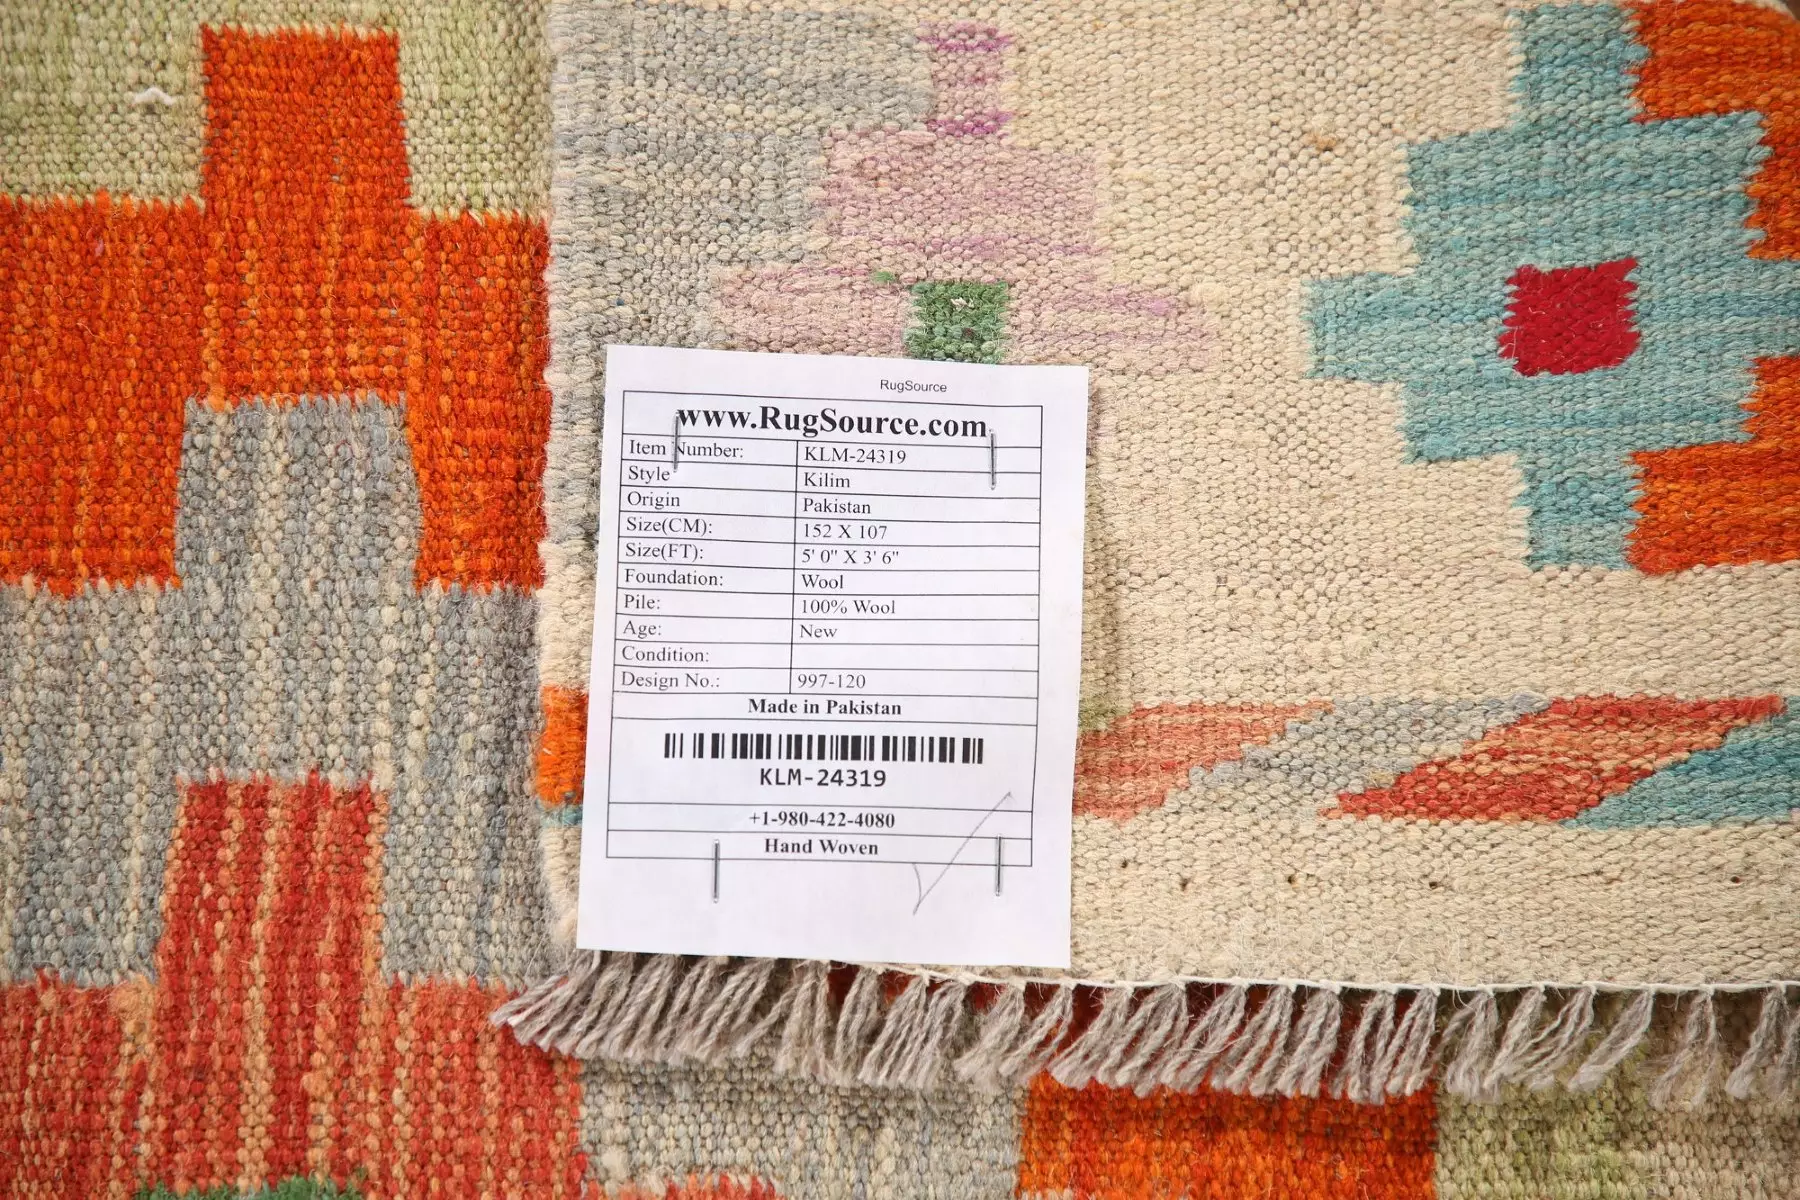 RugSource
www.RugSource.com
Item Number: KLM-24319
Style Kilim
Origin Pakistan
Size(CM): 152 X 107
Size(FT): 5' 0" X 3' 6"
Foundation: Wool
Pile: 100% Wool
Age: New
Condition:
Design No.: 997-120
Made in Pakistan
KLM-24319
+1-980-422-4080
Hand Woven